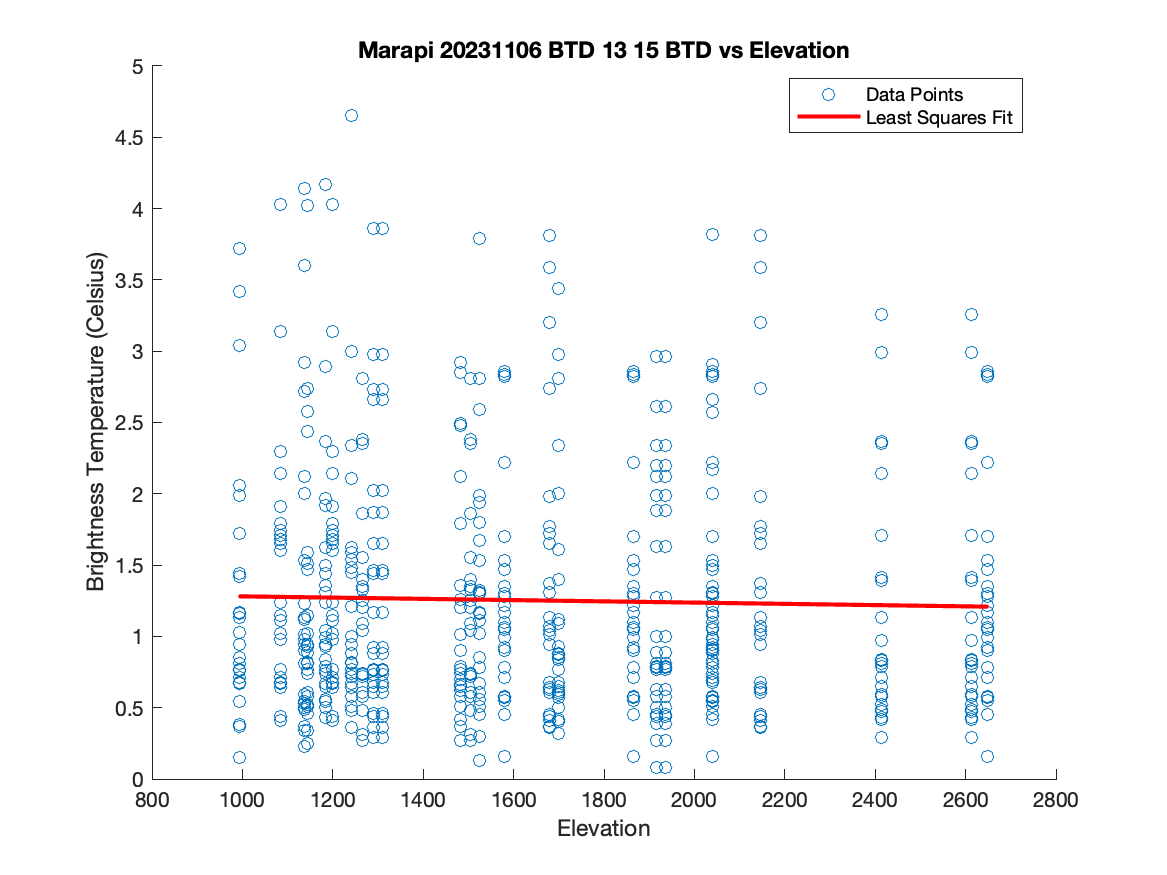 Marapi 20231106 BTD 13 15 BTD vs Elevation
Data Points
Least Squares Fit
5
4.5
4
3.5
3
2.5
2
1.5
1
0.5
0
Brightness Temperature (Celsius)
800 1000 1200 1400 1600 1800 2000 2200 2400 2600 2800
Elevation